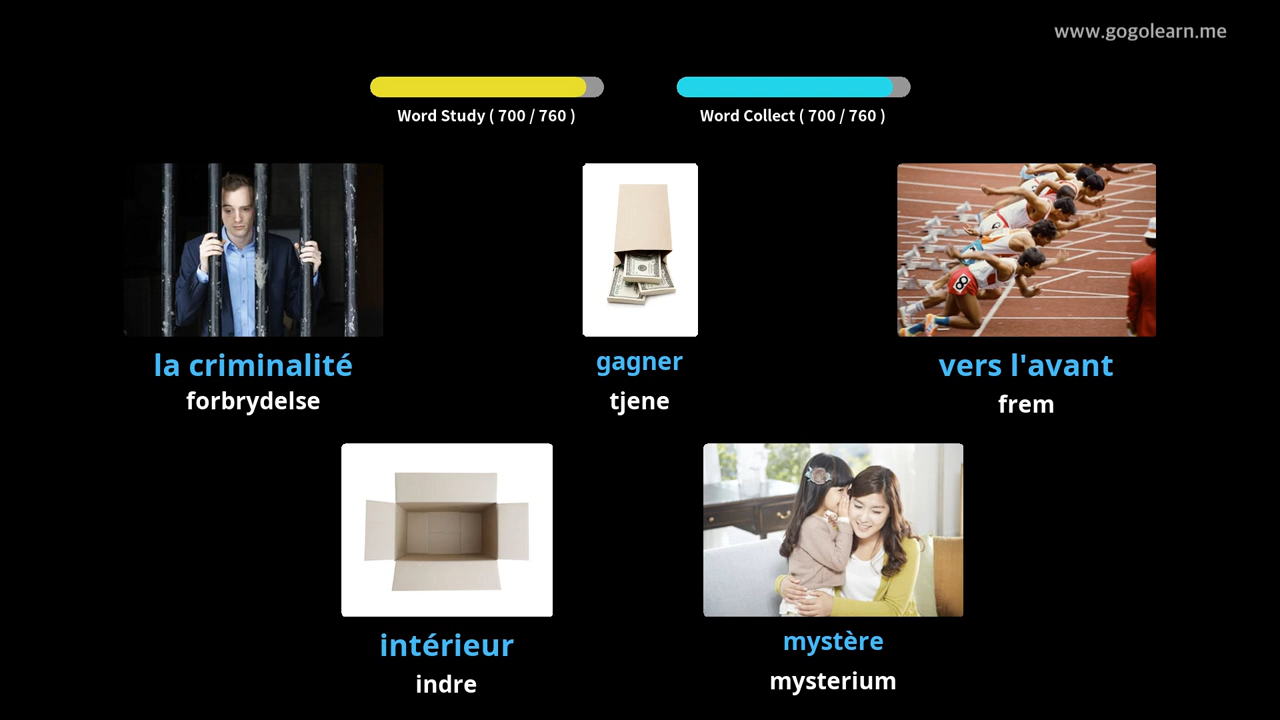 www.gogolearn.me
Word Study ( 700 / 760 )
Word Collect ( 700 / 760 )
la criminalité
forbrydelse
gagner
tjene
vers l'avant
frem
intérieur
indre
mystère
mysterium